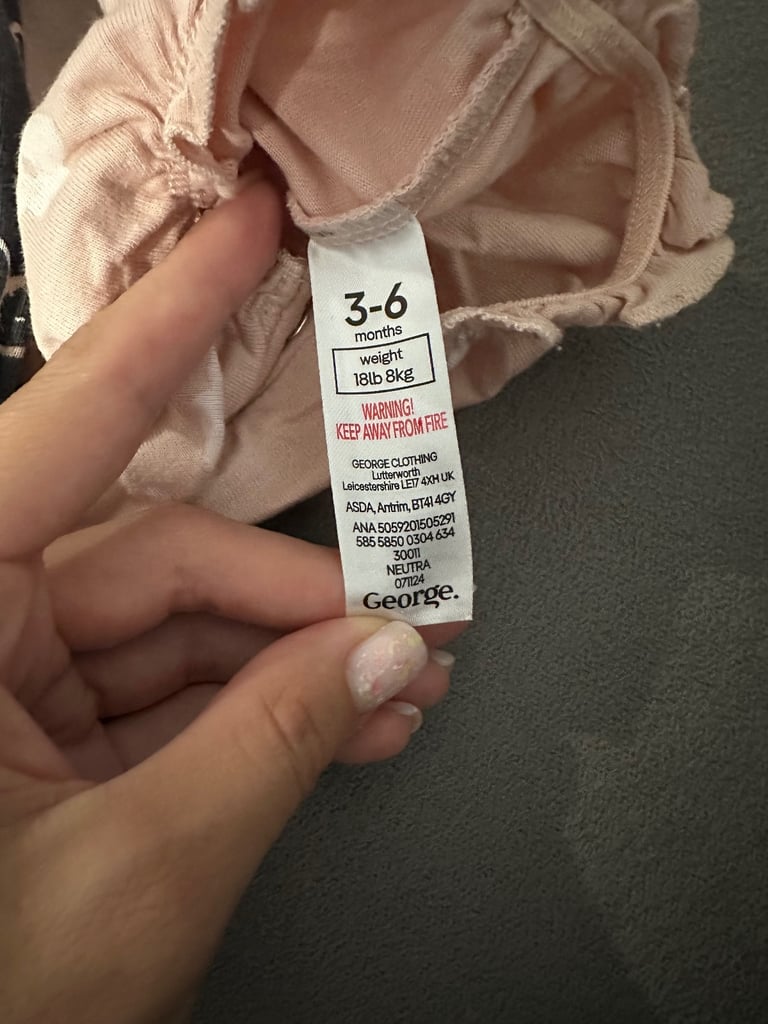 3-6
months
weight
18lb 8kg
WARNING!
KEEP AWAY FROM FIRE
GEORGE CLOTHING
Lutterworth
Leicestershire LE17 4XH UK
ASDA, Antrim, BT41 4GY
ANA 5059201505291
585 5850 0304 634
30011
NEUTRA
071124
George.